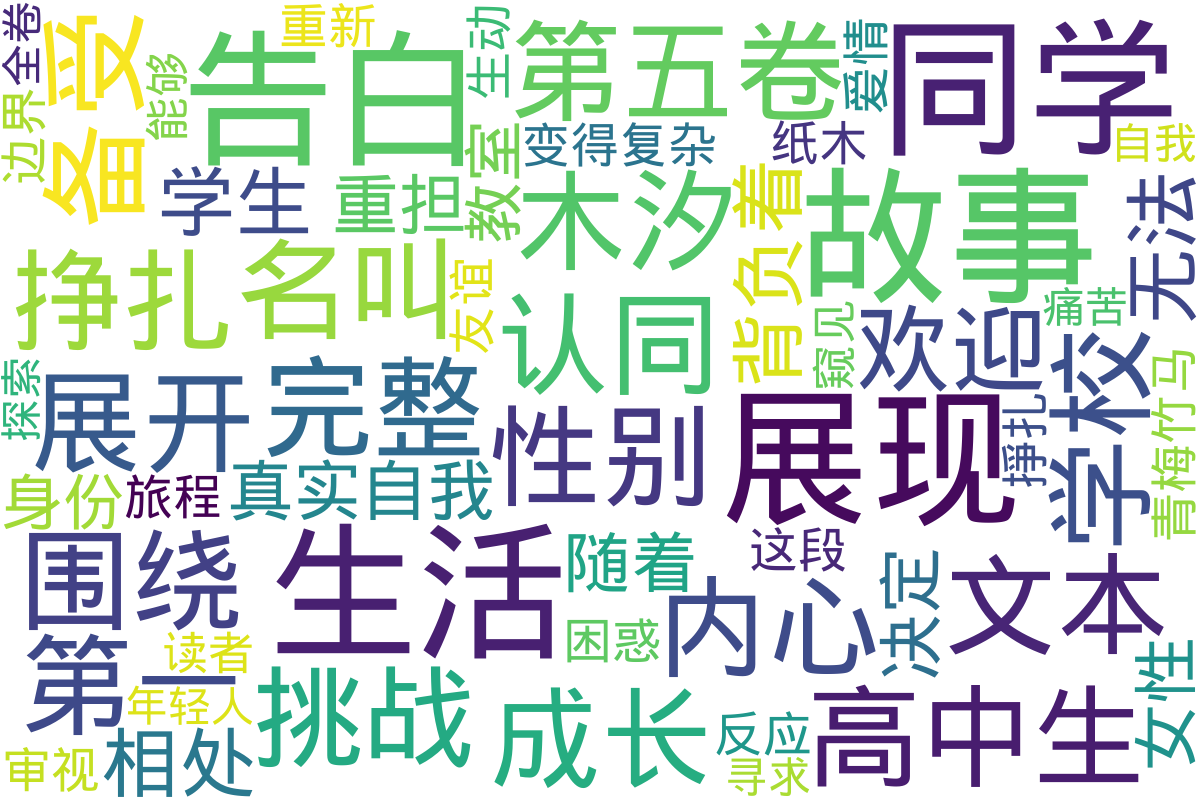 全卷
备受
重新
告白
生动
第五卷
爱情
同学
边界
能够
教室
变得复杂
纸木
自我
学生
重担
木汐
背负着
故事
无法
挣扎
名叫
友谊
认同
窥见
欢迎
痛苦
探索
展开
完整
性别
展现
挣扎
学校
青梅竹马
身份
旅程
真实自我
围绕
生活
随着
这段
内心
决定
文本
第一
读者
年轻人
困惑
挑战
成长
反应
寻求
高中生
女性
审视
相处